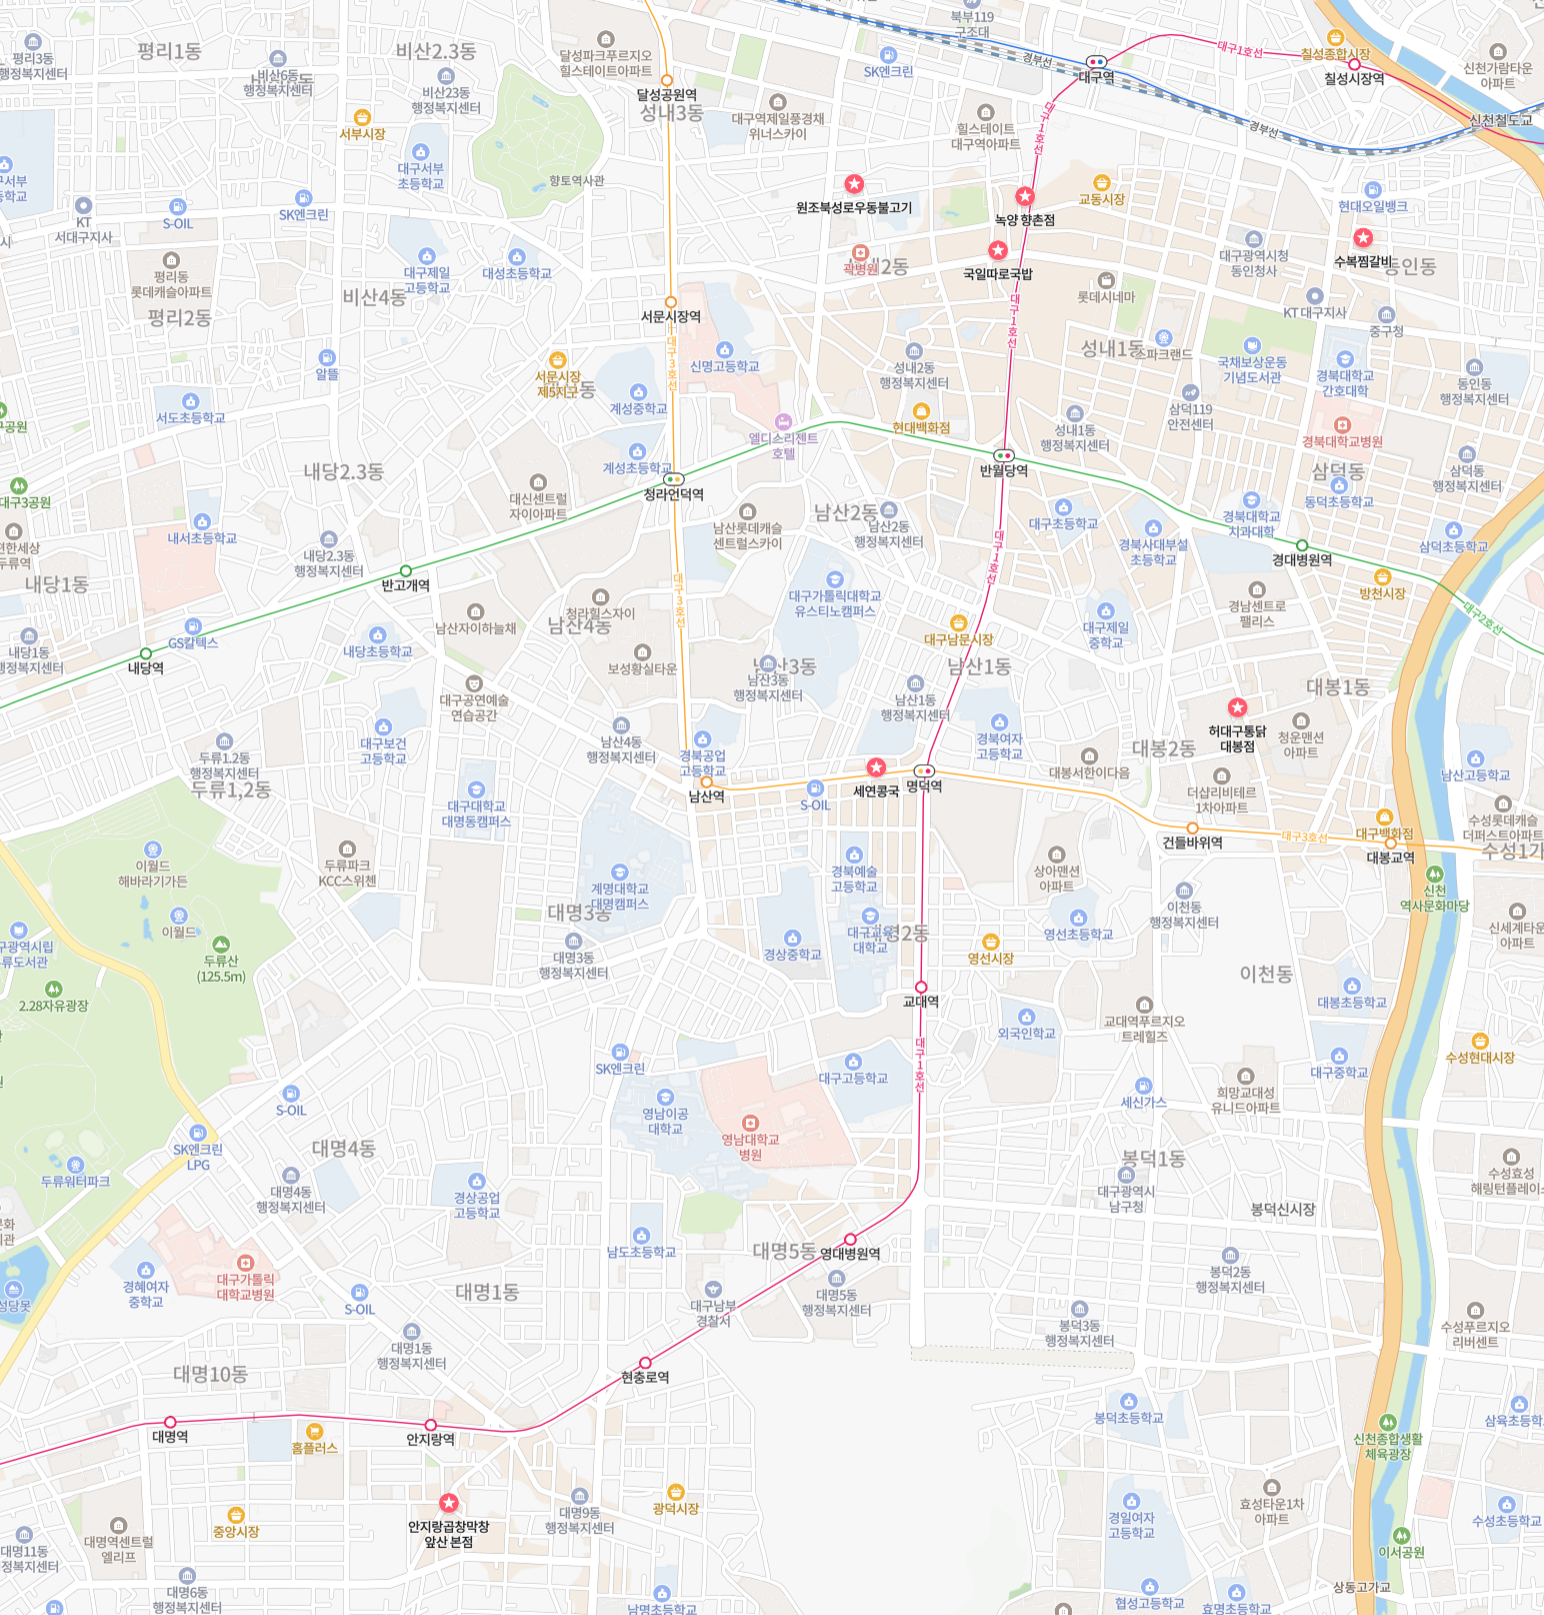 북부119
구조대
평리1동
비산2.3동
평리3동
행정복지센터
달성파크푸르지오
힐스테이트아파트
SK엔크린
경부선
대구역
대구1호선
칠성종합시장
칠성시장역
신천가람타운
아파트
비산6동
행정복지센터
비산23동
행정복지센터
달성공원역
성내3동
대구역제일풍경채
위너스카이
힐스테이트
대구역아파트
대구1호선
경부선
신천철도교
서부시장
대구서부
초등학교
향토역사관
원조북성로우동불고기
녹양 향촌점
교동시장
현대오일뱅크
KT
서대구지사
S-OIL
SK엔크린
대구제일
고등학교
대성초등학교
곽병원
국일따로국밥
대구광역시청
동인청사
수복찜갈비
평리동
롯데캐슬아파트
비산4동
평리2동
서문시장역
롯데시네마
KT 대구지사
중구청
대구1호선
대구3호선
알뜰
서문시장
제5지구
신명고등학교
성내2동
행정복지센터
성내1동
스파크랜드
국채보상운동
기념도서관
경북대학교
간호대학
동인동
행정복지센터
서도초등학교
계성중학교
현대백화점
성내1동
행정복지센터
삼덕119
안전센터
경북대학교병원
엘디스리젠트
호텔
내당2.3동
계성초등학교
청라언덕역
반월당역
삼덕동
삼덕동
행정복지센터
대구3공원
대신센트럴
자이아파트
남산롯데캐슬
센트럴스카이
남산2동
남산2동
행정복지센터
대구초등학교
경북사대부설
초등학교
경북대학교
치과대학
동덕초등학교
삼덕초등학교
내서초등학교
내당2.3동
행정복지센터
내당1동
반고개역
대구3호선
대구1호선
경대병원역
방천시장
대구2호선
GS칼텍스
남산자이하늘채
청라힐스자이
남산4동
대구가톨릭대학교
유스티노캠퍼스
대구남문시장
대구제일
중학교
경남센트로
팰리스
내당1동
행정복지센터
내당역
내당초등학교
보성황실타운
남산3동
행정복지센터
남산1동
대봉1동
대구공연예술
연습공간
남산1동
행정복지센터
허대구통닭
대봉점
청운맨션
아파트
두류1.2동
행정복지센터
대구보건
고등학교
남산4동
행정복지센터
경북공업
고등학교
경북여자
고등학교
대봉2동
대봉서한이다음
남산고등학교
두류1,2동
대구대학교
대명동캠퍼스
남산역
S-OIL
세연콩국
명덕역
더샵리비테르
1차아파트
수성롯데캐슬
더퍼스트아파트
건들바위역
대구3호선
대구백화점
대봉교역
수성1가
이월드
해바라기가든
두류파크
KCC스위첸
계명대학교
대명캠퍼스
대명3동
경북예술
고등학교
상아맨션
아파트
신천
역사문화마당
이월드
두류산
(125.5m)
대명3동
행정복지센터
경상중학교
대구교육
대학교
영선시장
영선초등학교
이천동
행정복지센터
신세계타운
아파트
2.28자유광장
교대역
이천동
대봉초등학교
외국인학교
교대역푸르지오
트레힐즈
SK엔크린
대구1호선
대구고등학교
수성현대시장
대구중학교
S-OIL
영남이공
대학교
세신가스
희망교대성
유니드아파트
SK엔크린
LPG
대명4동
영남대학교
병원
봉덕1동
두류워터파크
대명4동
행정복지센터
경상공업
고등학교
대구광역시
남구청
수성효성
해링턴플레이스
봉덕신시장
남도초등학교
대명5동
영대병원역
성당못
경혜여자
중학교
대구가톨릭
대학교병원
S-OIL
대명1동
대구남부
경찰서
대명5동
행정복지센터
봉덕2동
행정복지센터
대명1동
행정복지센터
봉덕3동
행정복지센터
수성푸르지오
리버센트
대명10동
현충로역
대명역
홈플러스
안지랑역
봉덕초등학교
신천종합생활
체육광장
삼육초등학교
안지랑곱창막창
앞산 본점
대명9동
행정복지센터
광덕시장
경일여자
고등학교
효성타운1차
아파트
수성초등학교
중앙시장
대명역센트럴
엘리프
대명11동
이서공원
대명6동
행정복지센터
남명초등학교
협성고등학교
효명초등학교
상동고가교